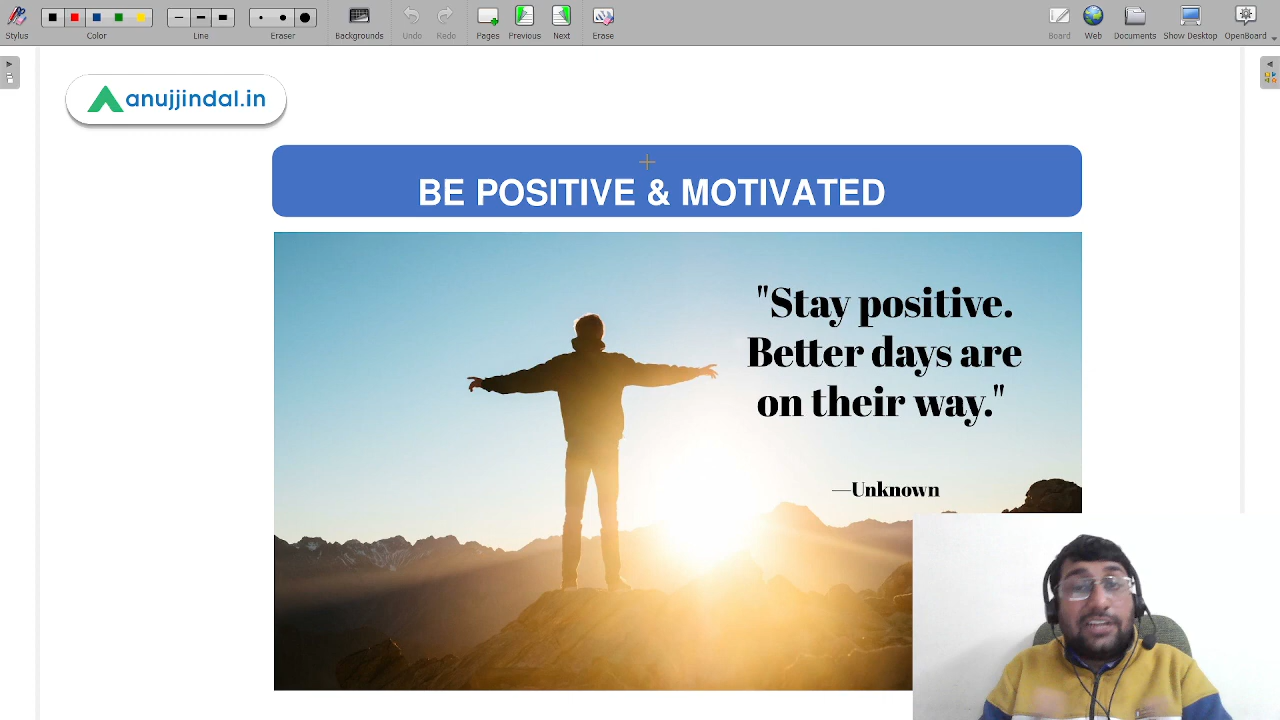 Stylus
Color
Line
Eraser
Backgrounds
Undo
Redo
Pages
Previous
Next
Erase
Board
Web
Documents
Show Desktop
OpenBoard
anujjindal.in
BE POSITIVE & MOTIVATED
"Stay positive.
Better days are
on their way."
—Unknown